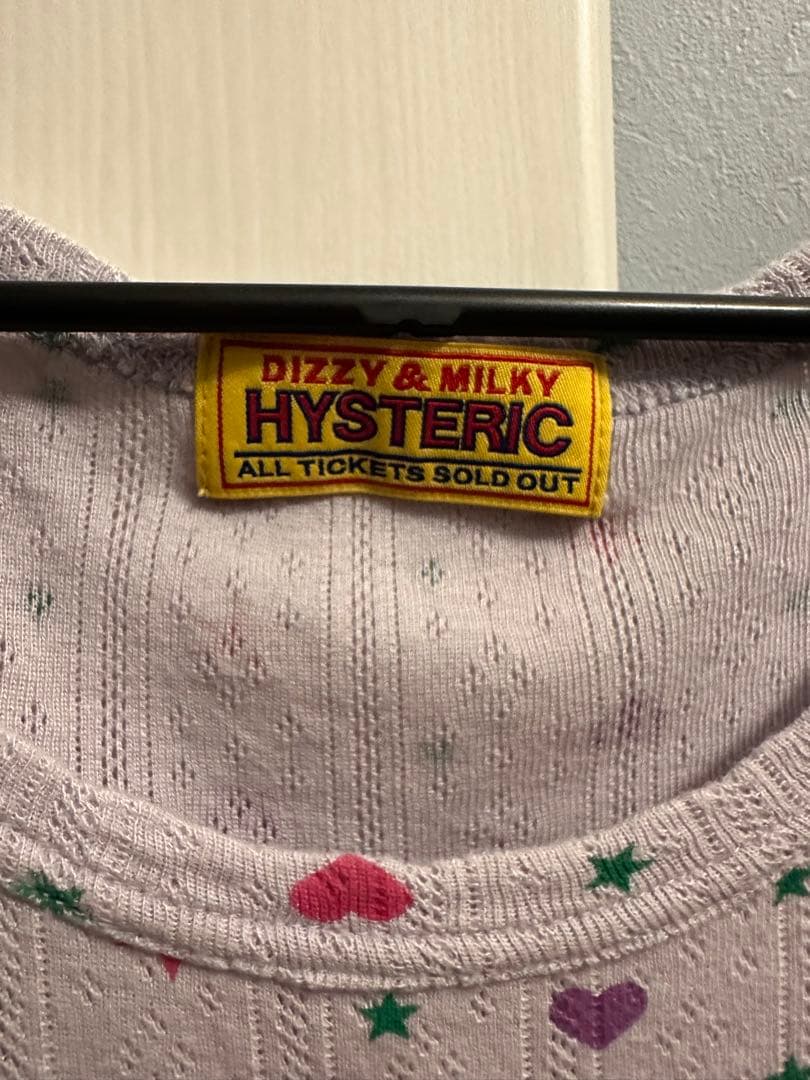 DIZZY & MILKY
HYSTERIC
ALL TICKETS SOLD OUT